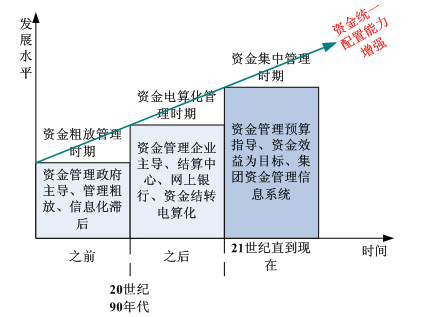 发展水平
资金统一
配置能力
增强
资金集中管理
时期
资金电算化管
理时期
资金粗放管理
时期
资金管理政府
主导、管理粗
放、信息化滞
后
资金管理企业
主导、结算中
心、网上银
行、资金结转
电算化
资金管理预算
指导、资金效
益为目标、集
团资金管理信
息系统
之前
之后
21世纪直到现
在
时间
20世纪
90年代